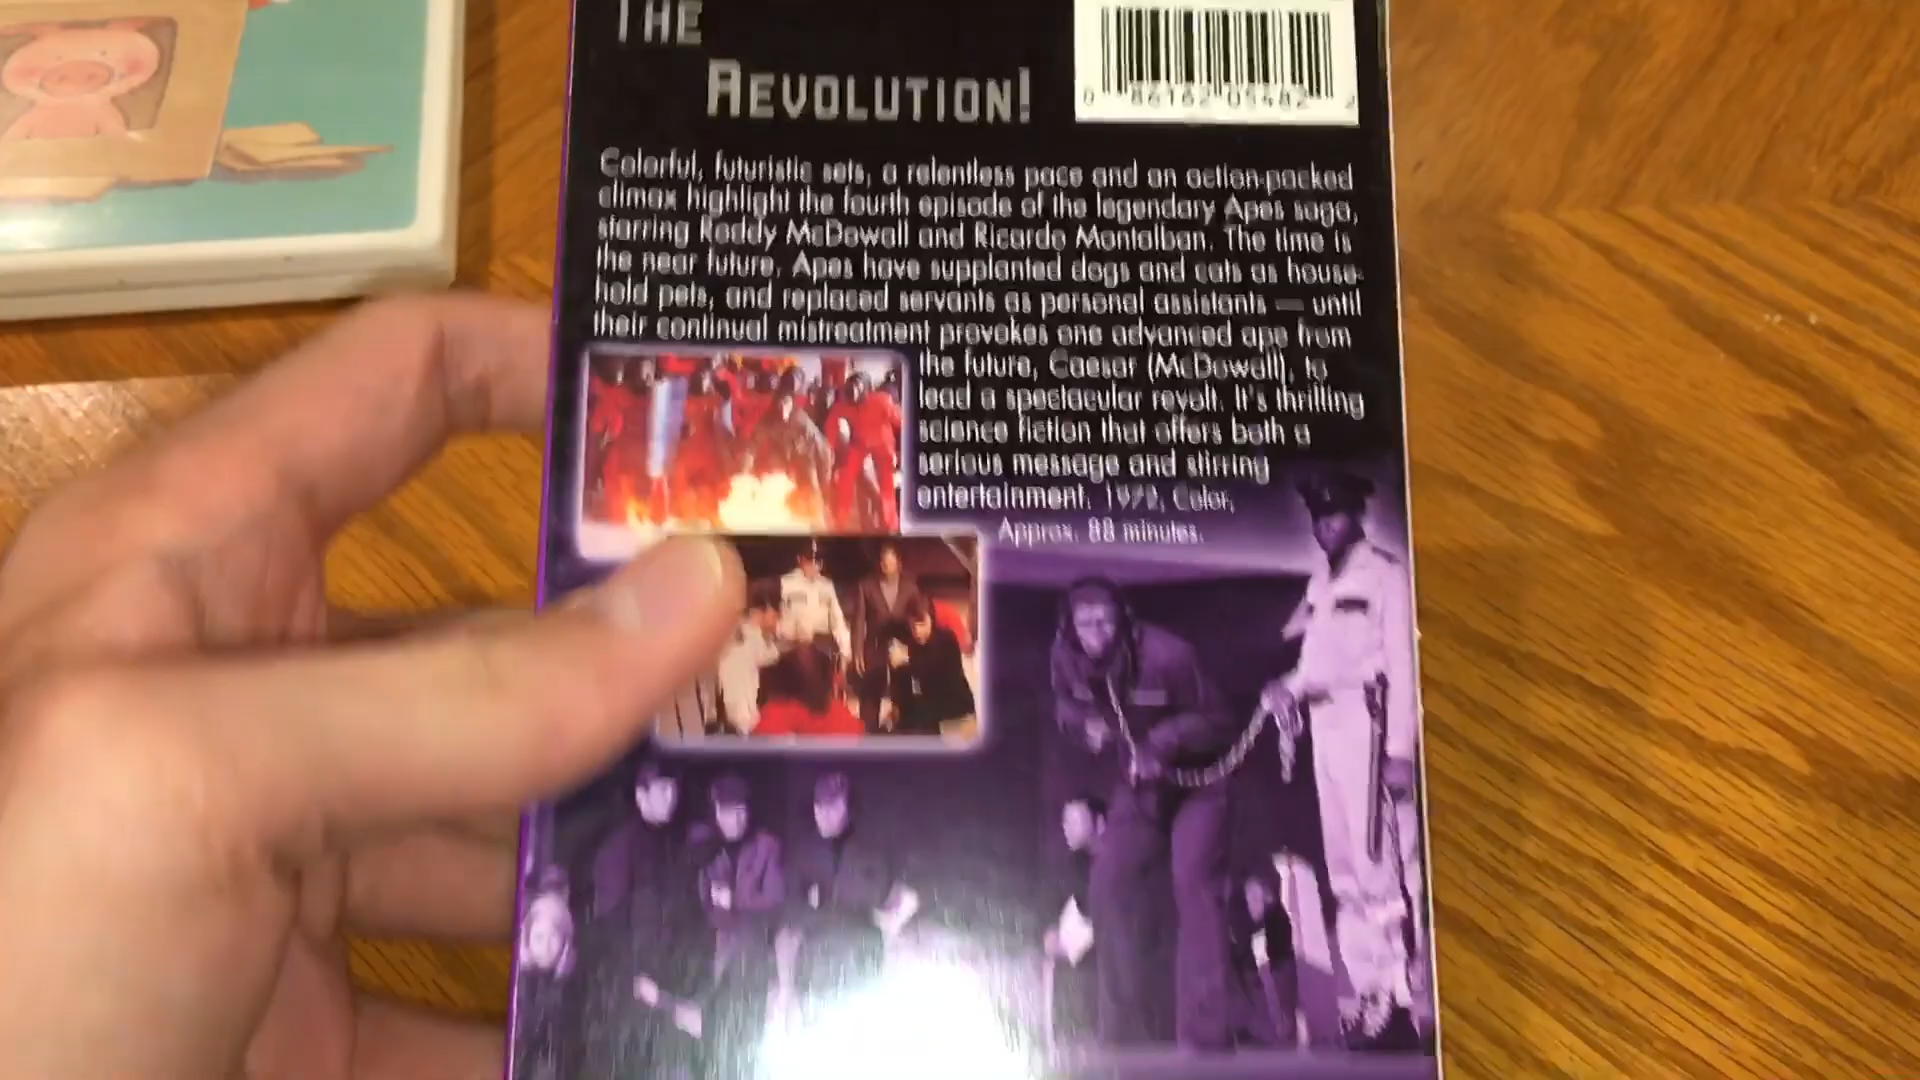 THE
REVOLUTION!
0 86162 05482 2
Colorful, futuristic sets, a relentless pace and an action-packed
climax highlight the fourth episode of the legendary Apes saga,
starring Roddy McDowall and Ricardo Montalban. The time is
the near future. Apes have supplanted dogs and cats as house-
hold pets, and replaced servants as personal assistants — until
their continual mistreatment provokes one advanced ape from
the future, Caesar (McDowall), to
lead a spectacular revolt. It's thrilling
science fiction that offers both a
serious message and stirring
entertainment. 1972, Color,
Approx. 88 minutes.